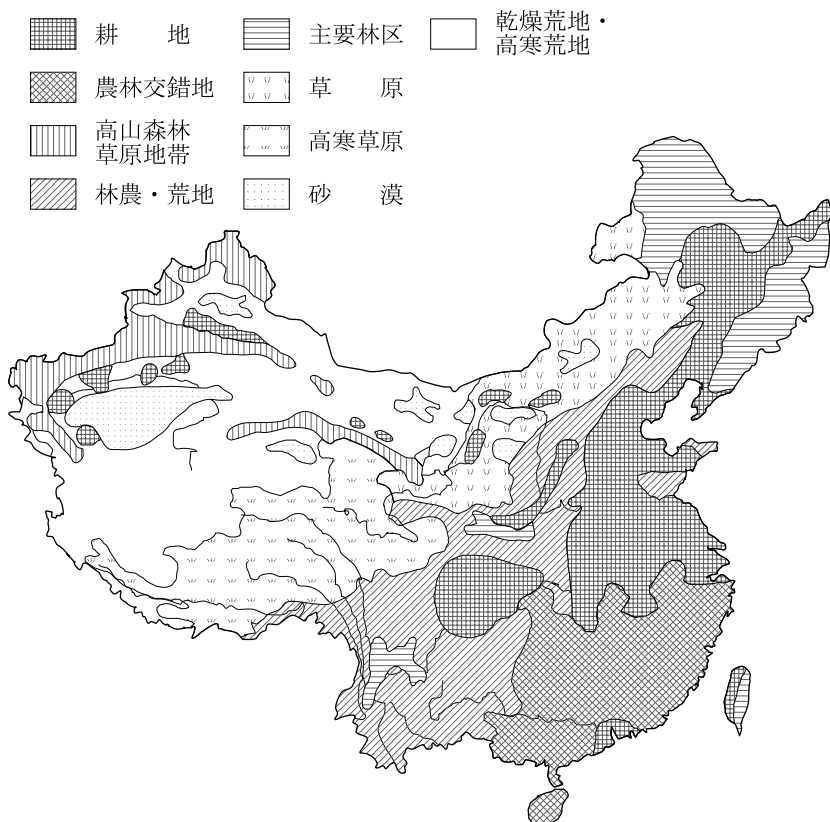 耕　　地
農林交錯地
高山森林
草原地帯
林農・荒地
主要林区
草　　原
高寒草原
砂　　漠
乾燥荒地・
高寒荒地